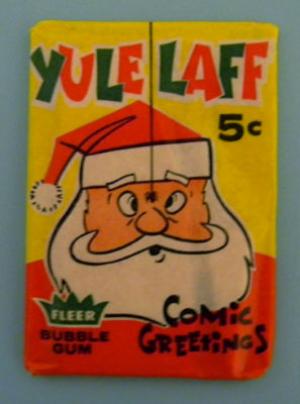 YULE LAFF
5c
FLEER
BUBBLE
GUM
COMIC
GREETINGS